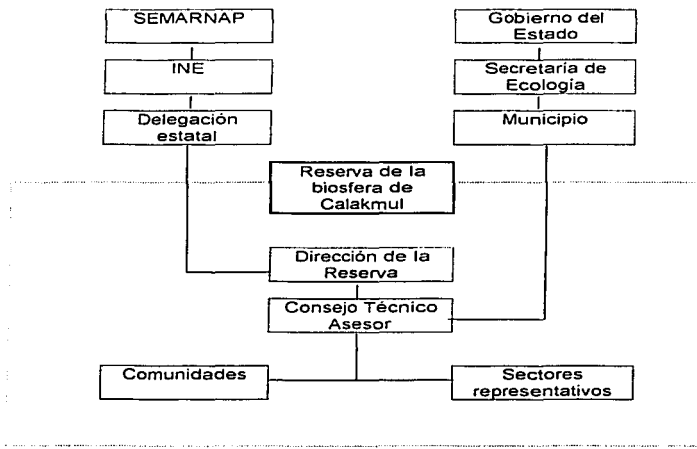 SEMARNAP
Gobierno del
Estado
INE
Secretaría de
Ecología
Delegación
estatal
Municipio
Reserva de la
biosfera de
Calakmul
Dirección de la
Reserva
Consejo Técnico
Asesor
Comunidades
Sectores
representativos